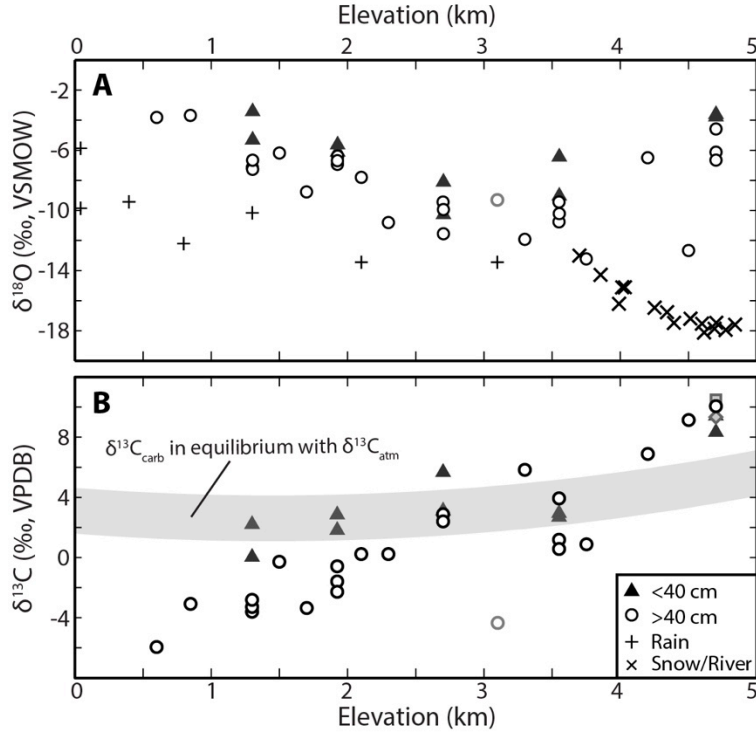 Elevation (km)
0 1 2 3 4 5
A
-2
-6
-10
-14
-18
δ¹⁸O (‰, VSMOW)
B
8
4
0
-4
δ¹³C (‰, VPDB)
δ¹³C_carb in equilibrium with δ¹³C_atm
<40 cm
>40 cm
Rain
Snow/River
0 1 2 3 4 5
Elevation (km)